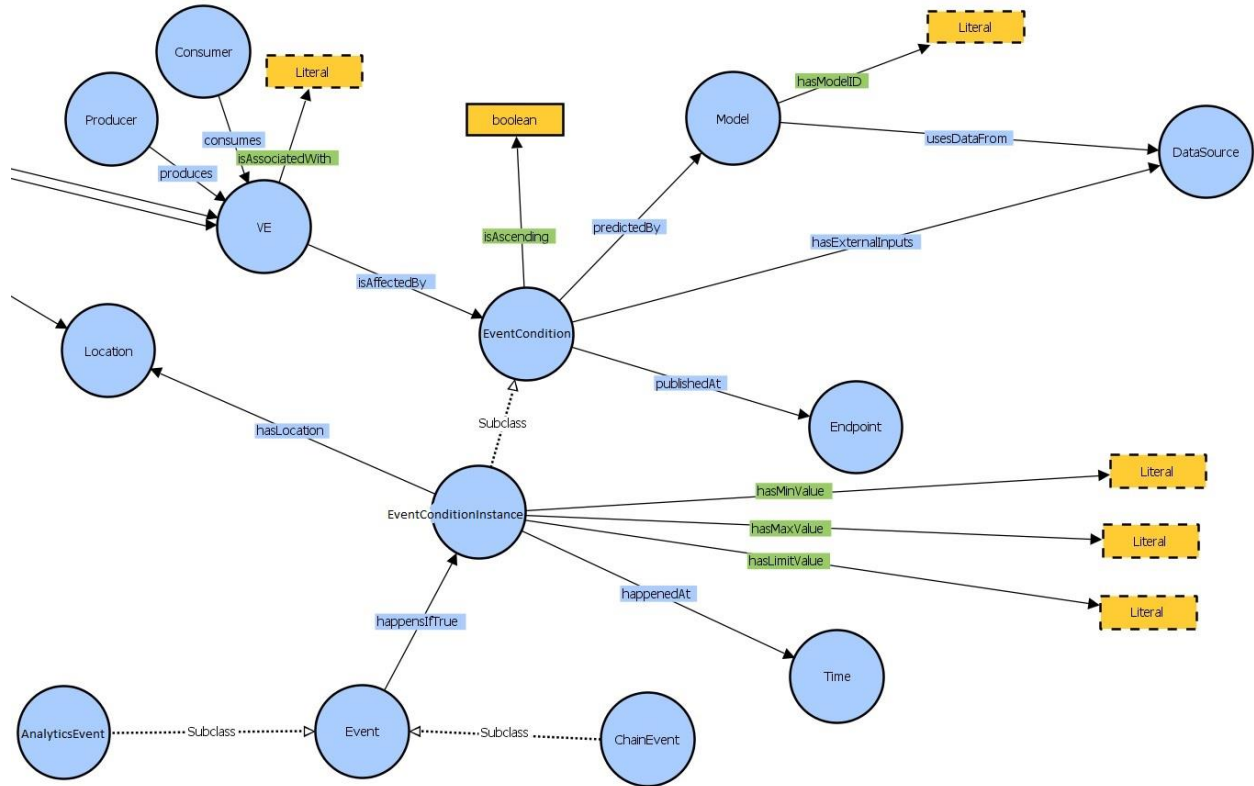 Consumer
Literal
Producer
consumes
isAssociatedWith
produces
VE
boolean
isAscending
isAffectedBy
Literal
hasModelID
Model
usesDataFrom
DataSource
predictedBy
hasExternalInputs
EventCondition
Location
publishedAt
Endpoint
hasLocation
Subclass
EventConditionInstance
hasMinValue
Literal
hasMaxValue
Literal
hasLimitValue
Literal
happenedAt
Time
happensIfTrue
AnalyticsEvent
Subclass
Event
Subclass
ChainEvent